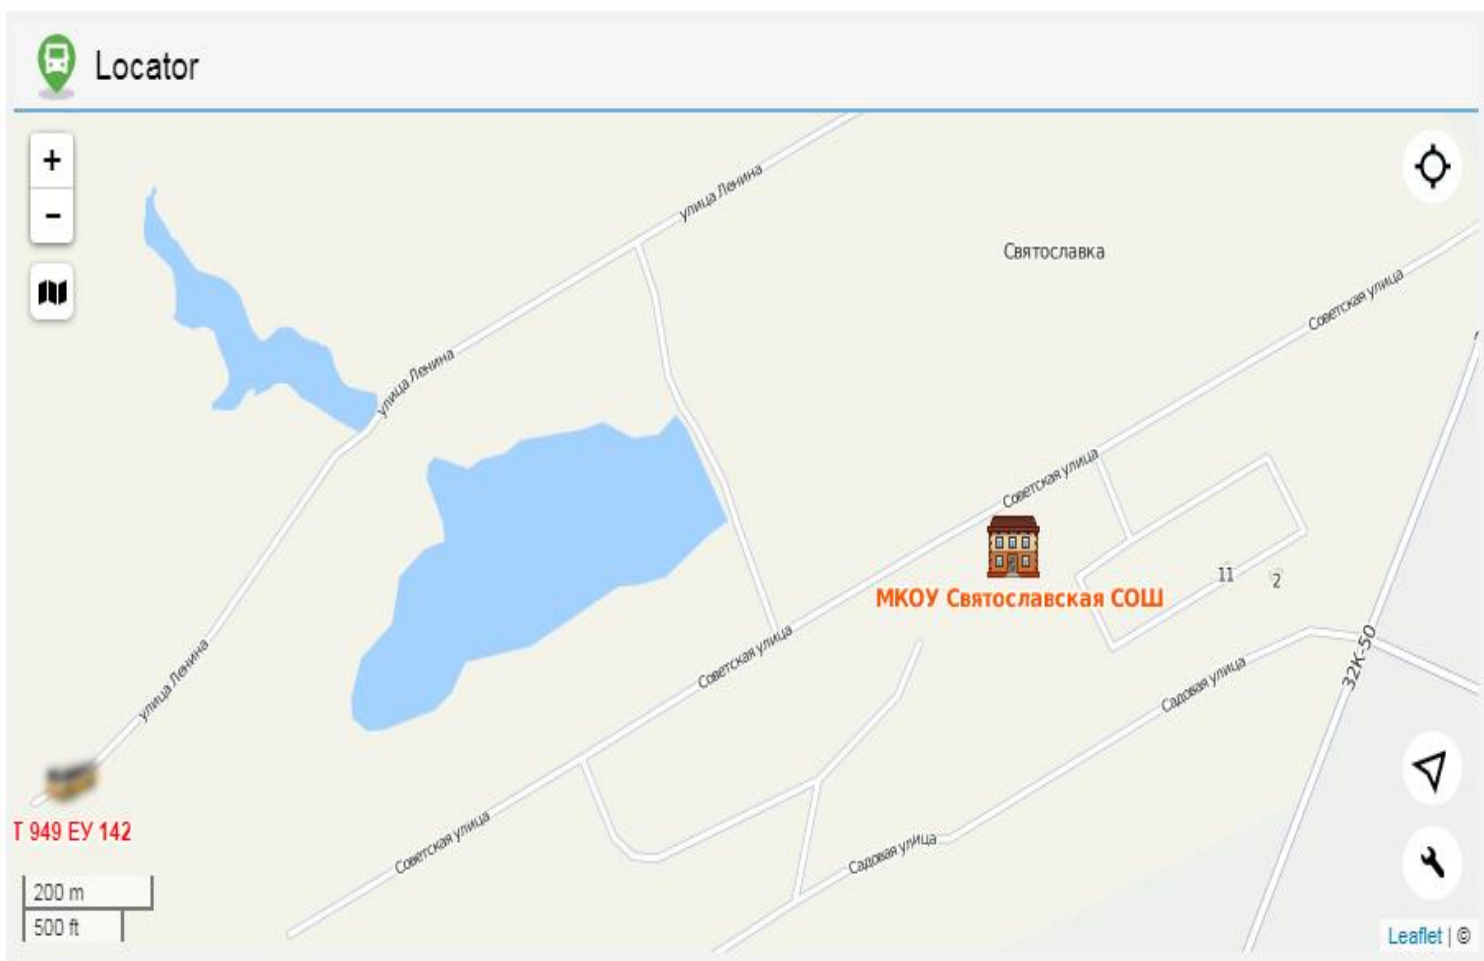 Locator
+
−
улица Ленина
Святославка
Советская улица
улица Ленина
Советская улица
11
2
МКОУ Святославская СОШ
Советская улица
улица Ленина
32К-50
Садовая улица
Т 949 ЕУ 142
Советская улица
Садовая улица
200 m
500 ft
Leaflet | ©